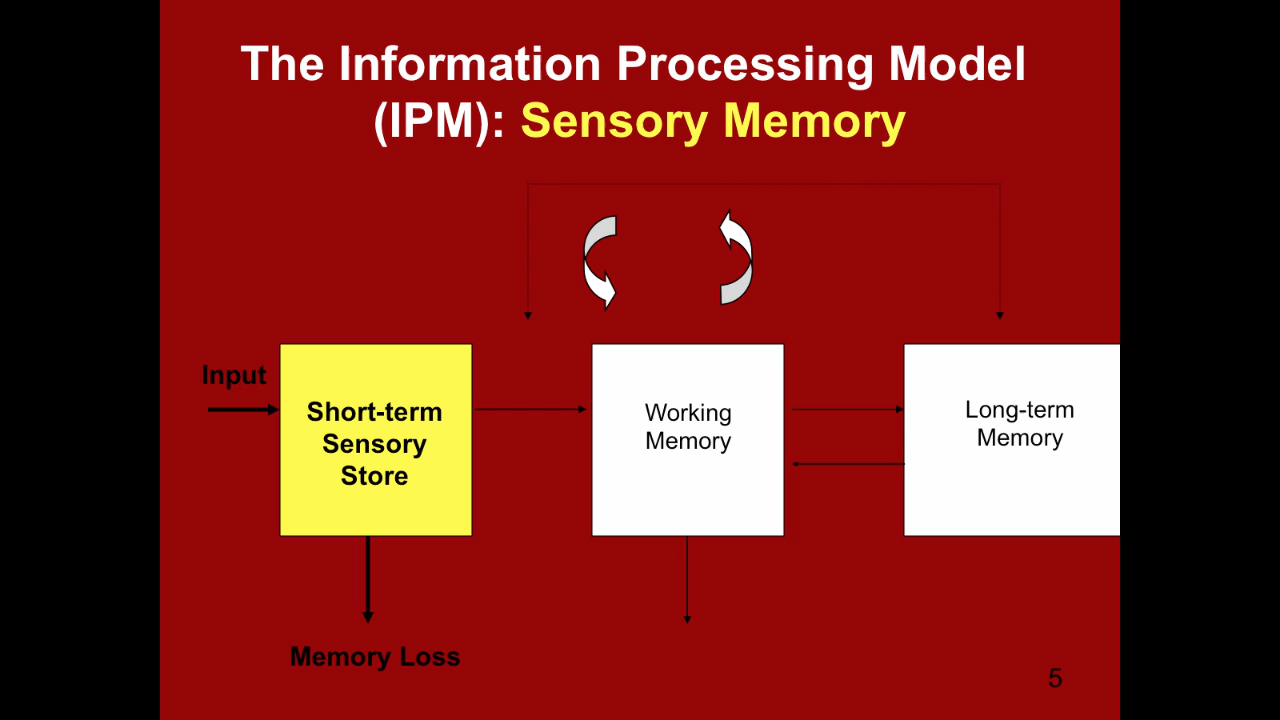 The Information Processing Model
(IPM): Sensory Memory
Input
Short-term
Sensory
Store
Working
Memory
Long-term
Memory
Memory Loss
5